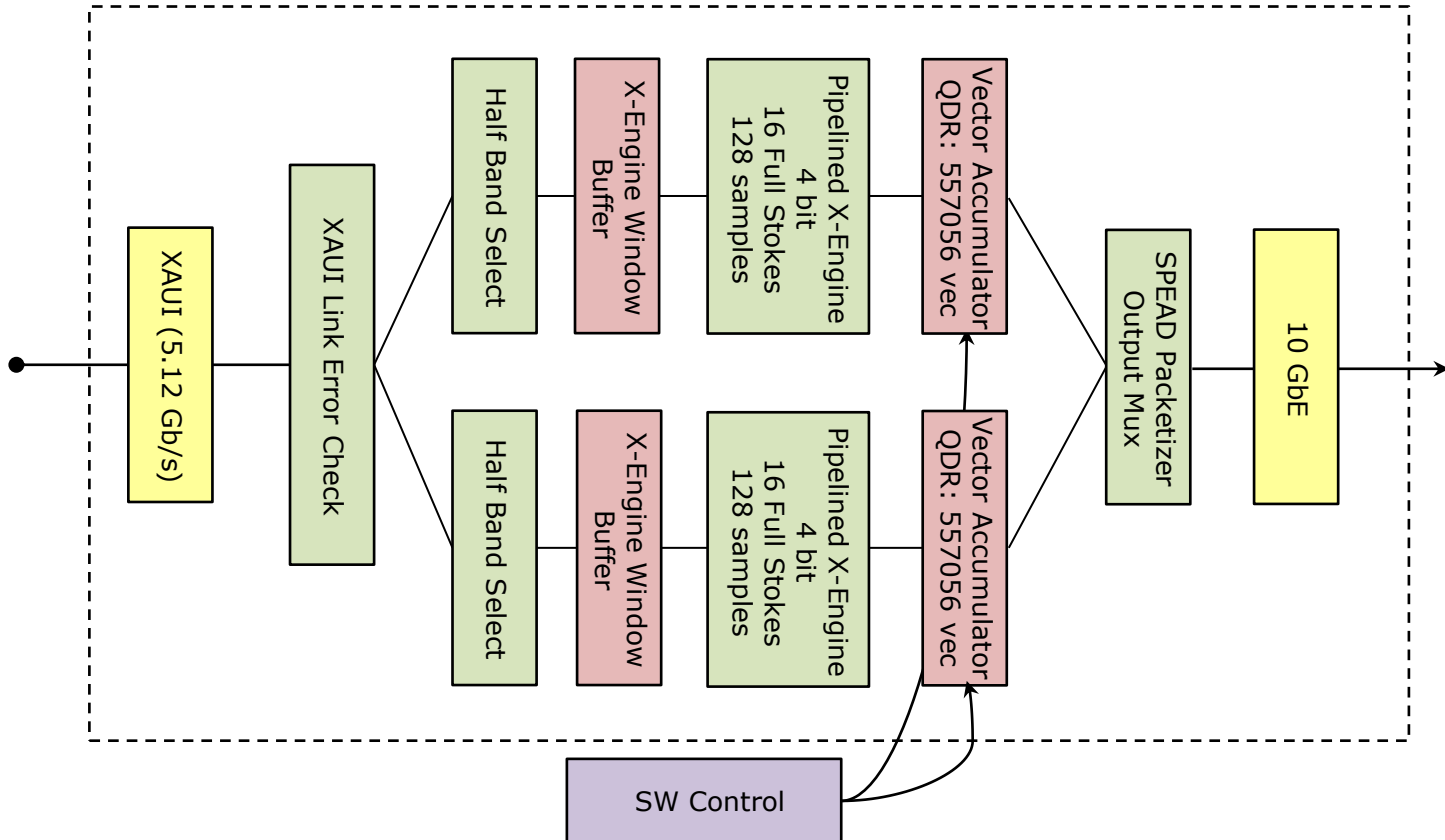 XAUI (5.12 Gb/s)
XAUI Link Error Check
Half Band Select
X-Engine Window
Buffer
Pipelined X-Engine
4 bit
16 Full Stokes
128 samples
Vector Accumulator
QDR: 557056 vec
Half Band Select
X-Engine Window
Buffer
Pipelined X-Engine
4 bit
16 Full Stokes
128 samples
Vector Accumulator
QDR: 557056 vec
SPEAD Packetizer
Output Mux
10 GbE
SW Control